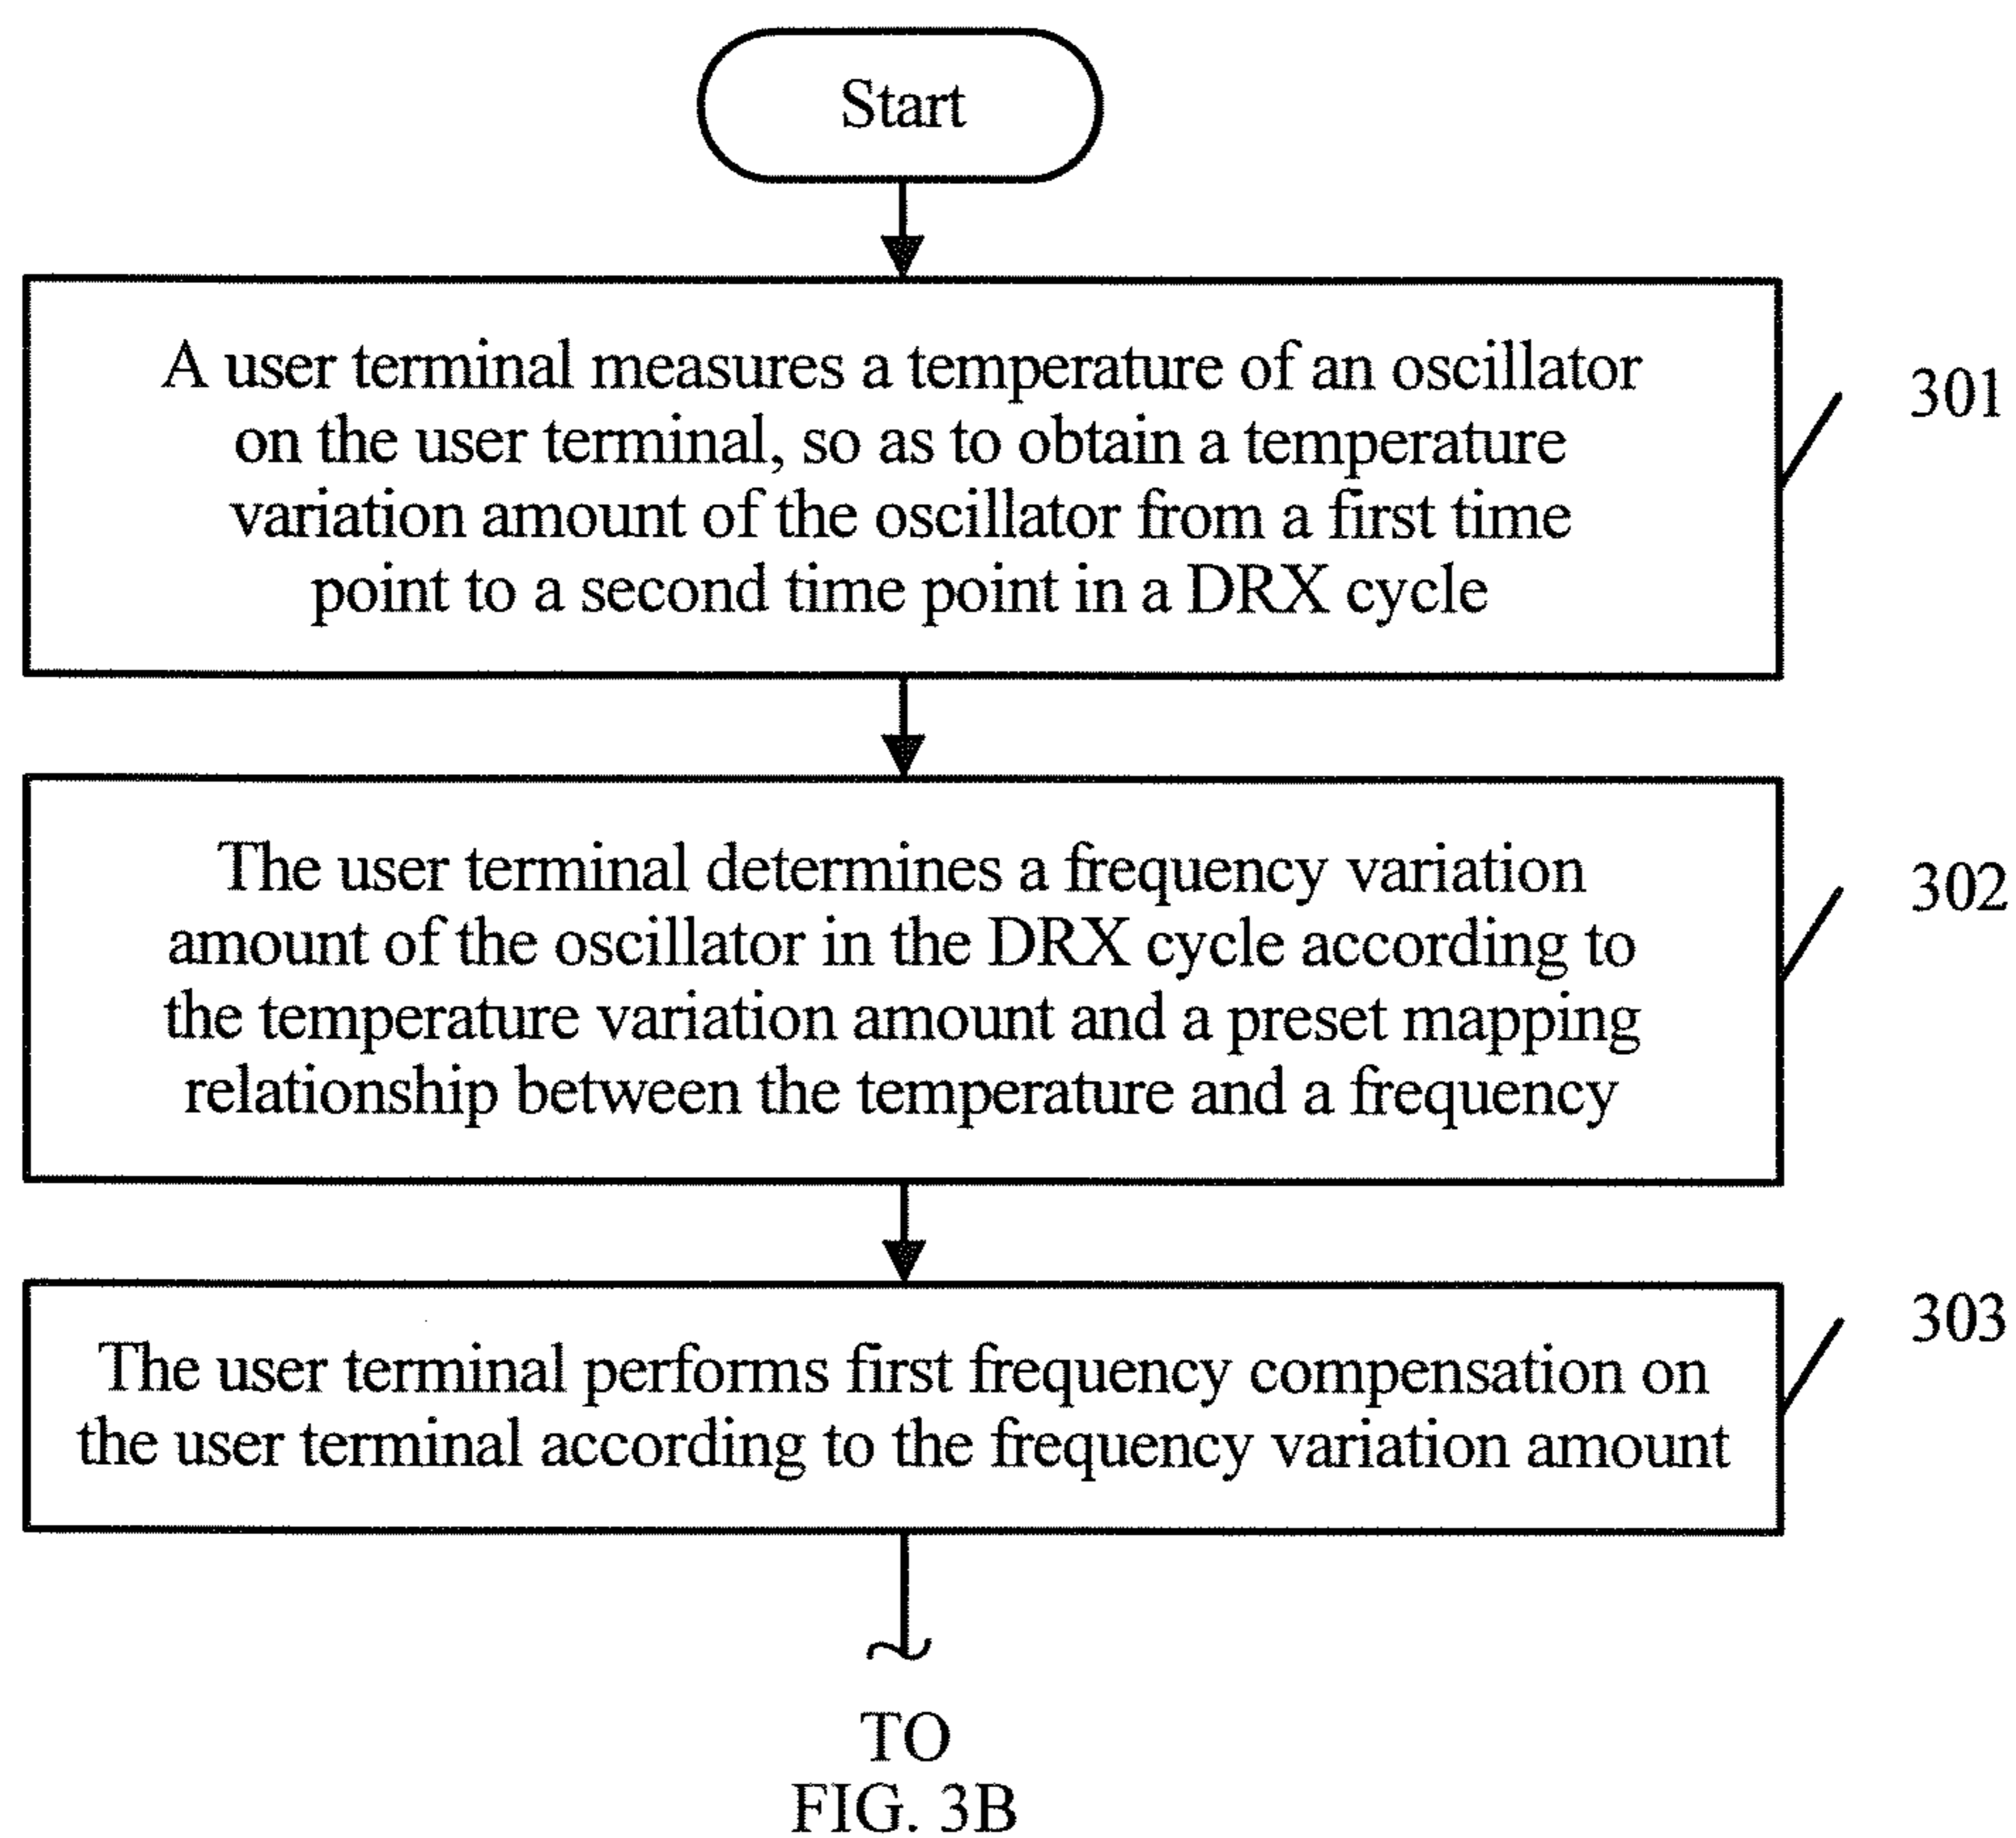 Start
A user terminal measures a temperature of an oscillator
on the user terminal, so as to obtain a temperature
variation amount of the oscillator from a first time
point to a second time point in a DRX cycle
301
The user terminal determines a frequency variation
amount of the oscillator in the DRX cycle according to
the temperature variation amount and a preset mapping
relationship between the temperature and a frequency
302
The user terminal performs first frequency compensation on
the user terminal according to the frequency variation amount
303
TO
FIG. 3B